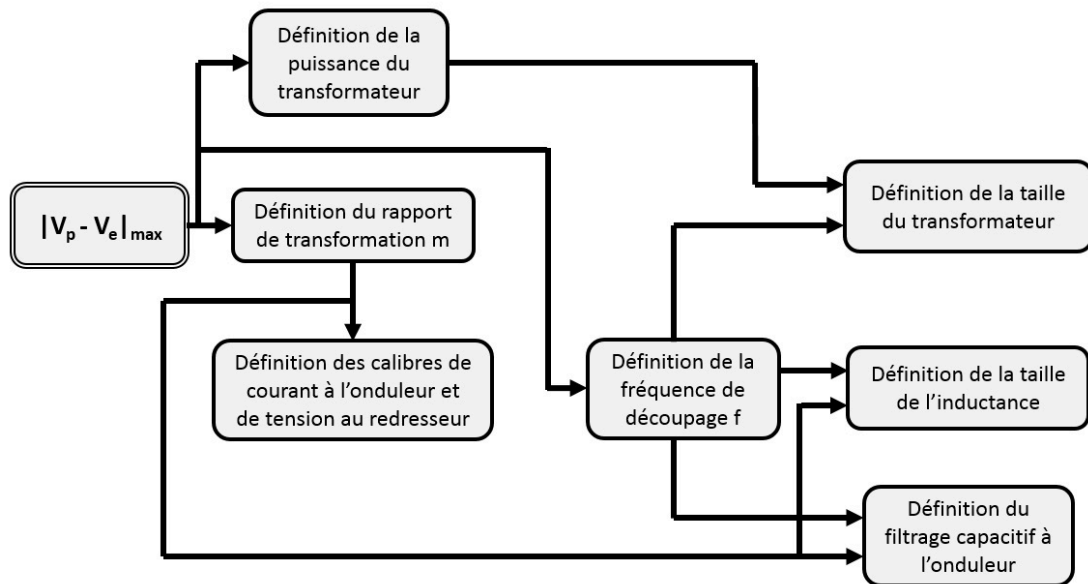 Définition de la
puissance du
transformateur
|Vp - Ve|max
Définition du rapport
de transformation m
Définition des calibres de
courant à l’onduleur et
de tension au redresseur
Définition de la
fréquence de
découpage f
Définition de la taille
du transformateur
Définition de la taille
de l’inductance
Définition du
filtrage capacitif à
l’onduleur